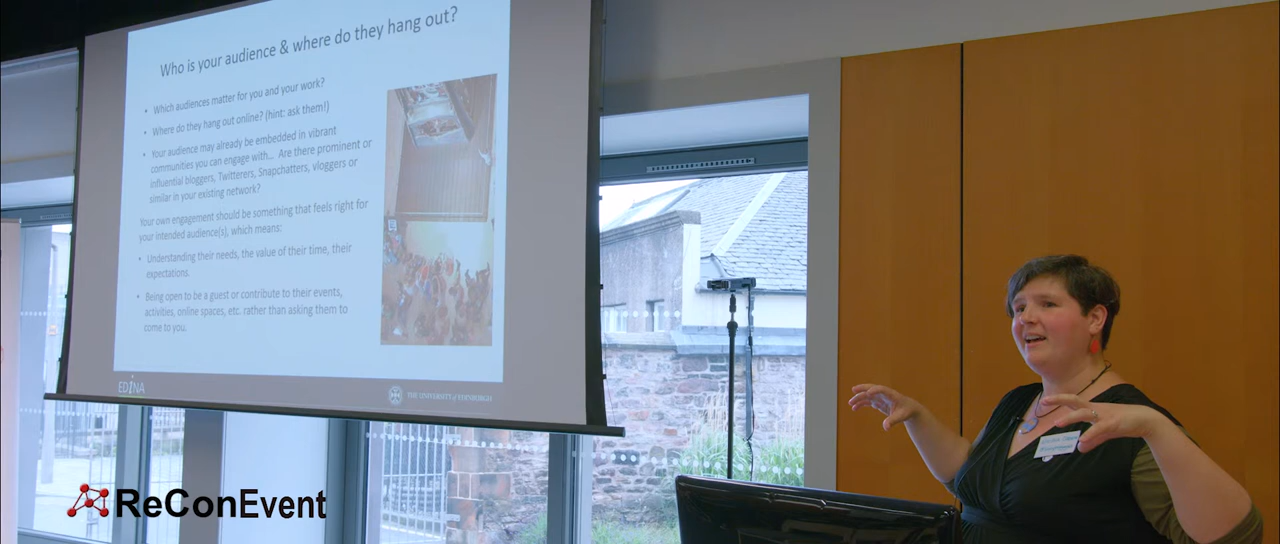 Who is your audience & where do they hang out?
• Which audiences matter for you and your work?
• Where do they hang out online? (hint: ask them!)
• Your audience may already be embedded in vibrant
communities you can engage with... Are there prominent or
influential bloggers, Twitterers, Snapchatters, vloggers or
similar in your existing network?
Your own engagement should be something that feels right for
your intended audience(s), which means:
• Understanding their needs, the value of their time, their
expectations.
• Being open to be a guest or contribute to their events,
activities, online spaces, etc. rather than asking them to
come to you.
EDINA
THE UNIVERSITY of EDINBURGH
ReConEvent